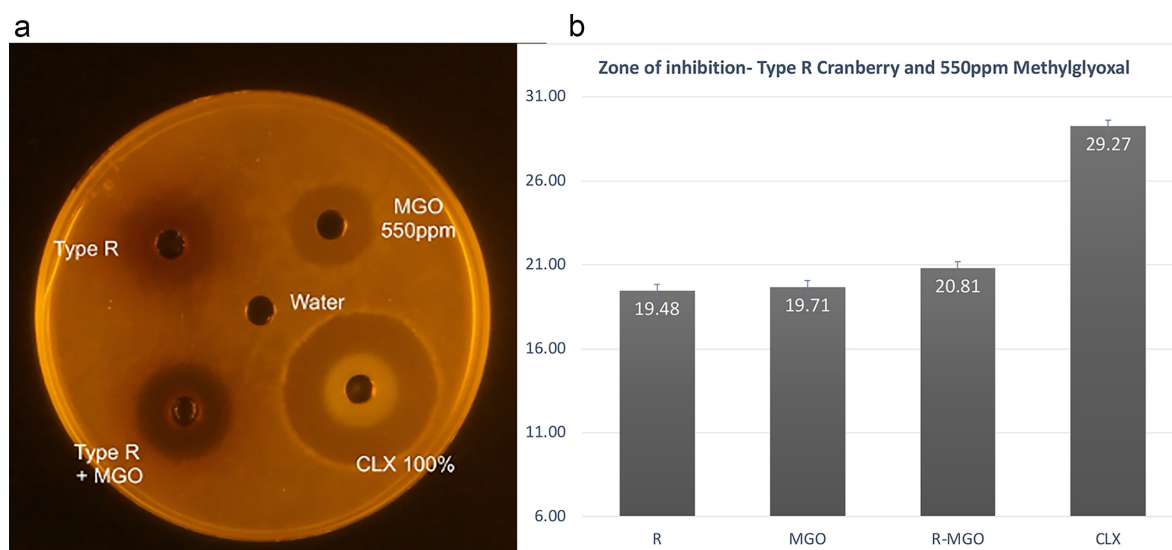 a
Type R
MGO
550ppm
Water
Type R
+ MGO
CLX 100%
b
Zone of inhibition- Type R Cranberry and 550ppm Methylglyoxal
31.00
26.00
21.00
16.00
11.00
6.00
19.48
19.71
20.81
29.27
R
MGO
R-MGO
CLX